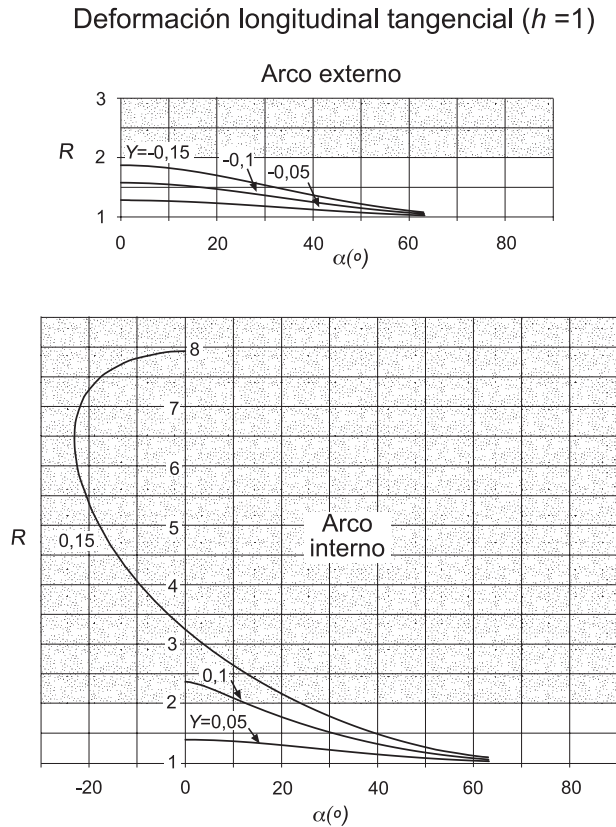 Deformación longitudinal tangencial (h =1)
Arco externo
3
Y=-0,15
-0,1
-0,05
R
2
1
0
20
40
60
80
α(º)
8
7
6
5
R
0,15
Arco
interno
4
3
0,1
2
Y=0,05
1
-20
0
20
40
60
80
α(º)